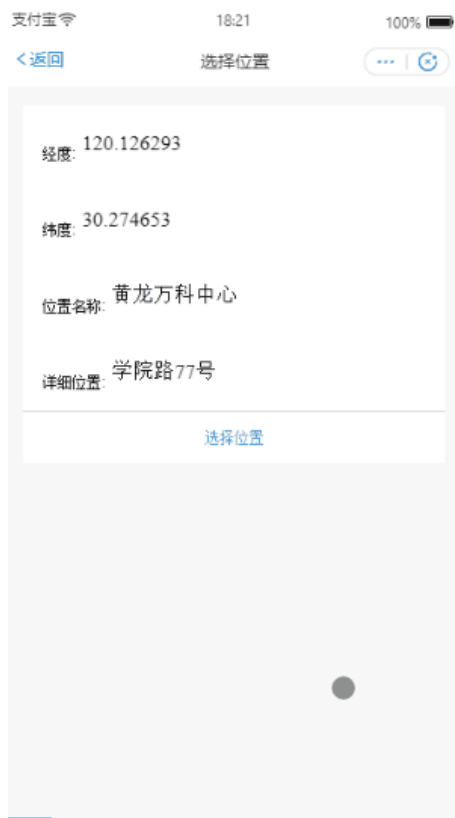 支付宝 18:21 100%
返回 选择位置
经度: 120.126293
纬度: 30.274653
位置名称: 黄龙万科中心
详细位置: 学院路77号
选择位置